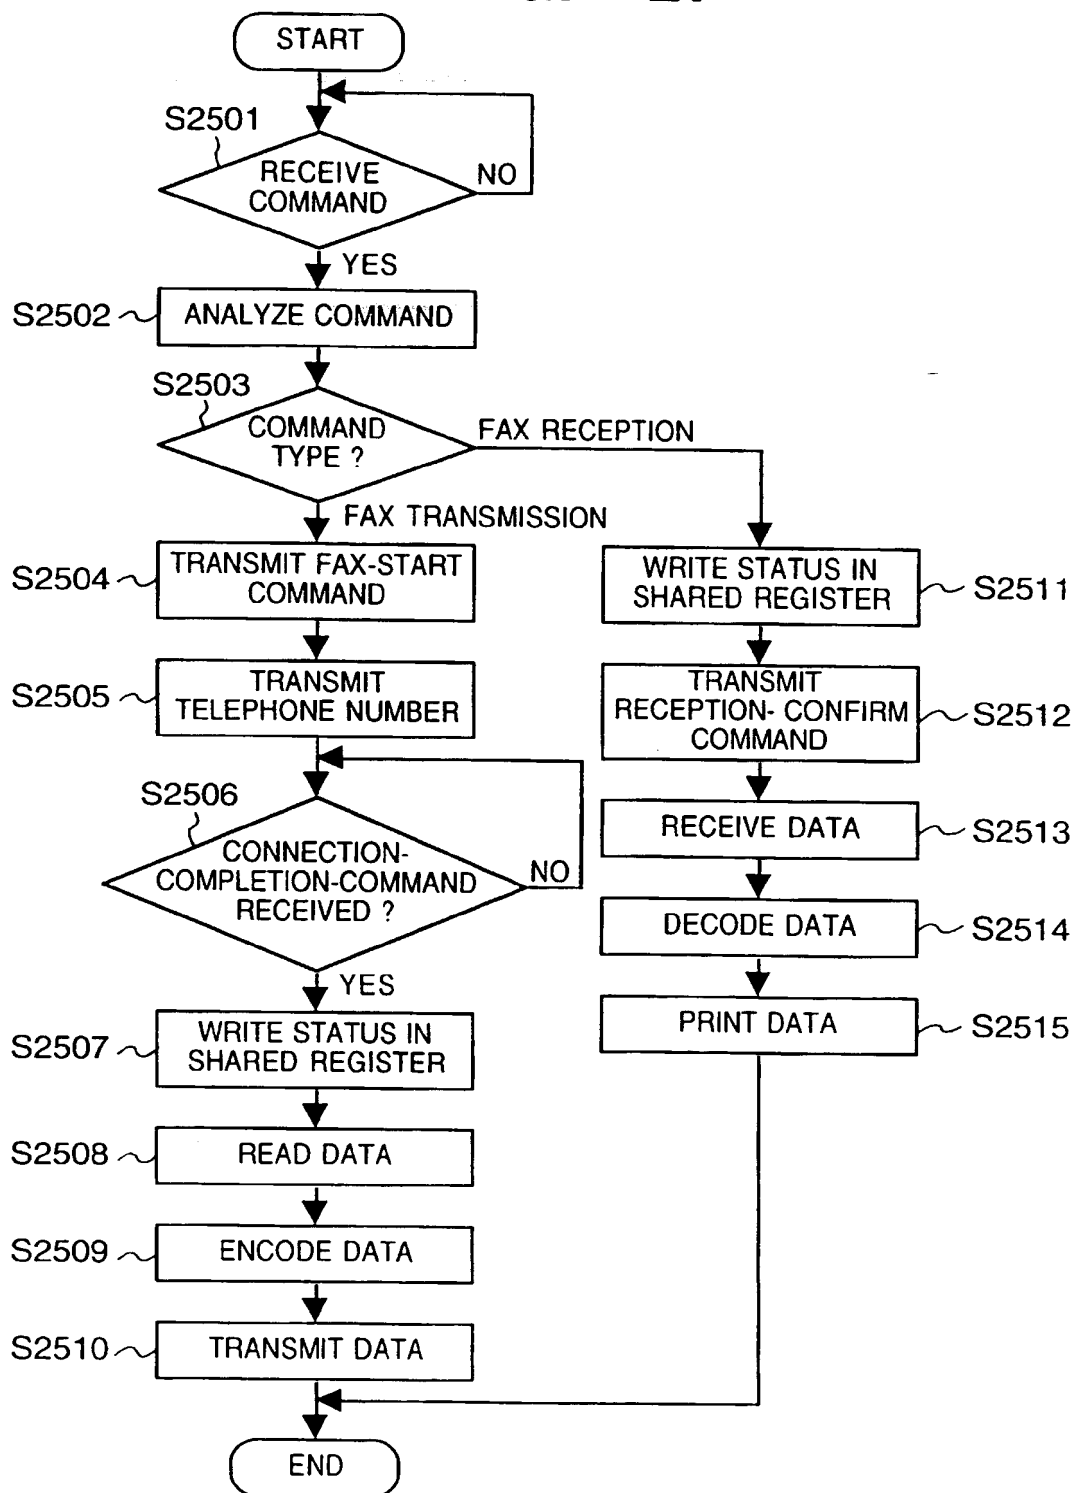 START
S2501
RECEIVE
COMMAND
NO
YES
S2502
ANALYZE COMMAND
S2503
COMMAND
TYPE ?
FAX RECEPTION
FAX TRANSMISSION
S2504
TRANSMIT FAX-START
COMMAND
WRITE STATUS IN
SHARED REGISTER
S2511
S2505
TRANSMIT
TELEPHONE NUMBER
TRANSMIT
RECEPTION- CONFIRM
COMMAND
S2512
S2506
CONNECTION-
COMPLETION-COMMAND
RECEIVED ?
NO
RECEIVE DATA
S2513
DECODE DATA
S2514
YES
PRINT DATA
S2515
S2507
WRITE STATUS IN
SHARED REGISTER
S2508
READ DATA
S2509
ENCODE DATA
S2510
TRANSMIT DATA
END